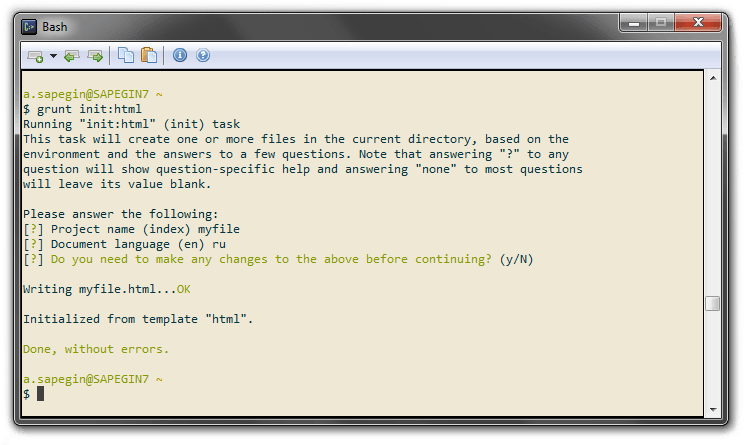 Bash
a.sapegin@SAPEGIN7 ~
$ grunt init:html
Running "init:html" (init) task
This task will create one or more files in the current directory, based on the
environment and the answers to a few questions. Note that answering "?" to any
question will show question-specific help and answering "none" to most questions
will leave its value blank.
Please answer the following:
[?] Project name (index) myfile
[?] Document language (en) ru
[?] Do you need to make any changes to the above before continuing? (y/N)
Writing myfile.html...OK
Initialized from template "html".
Done, without errors.
a.sapegin@SAPEGIN7 ~
$